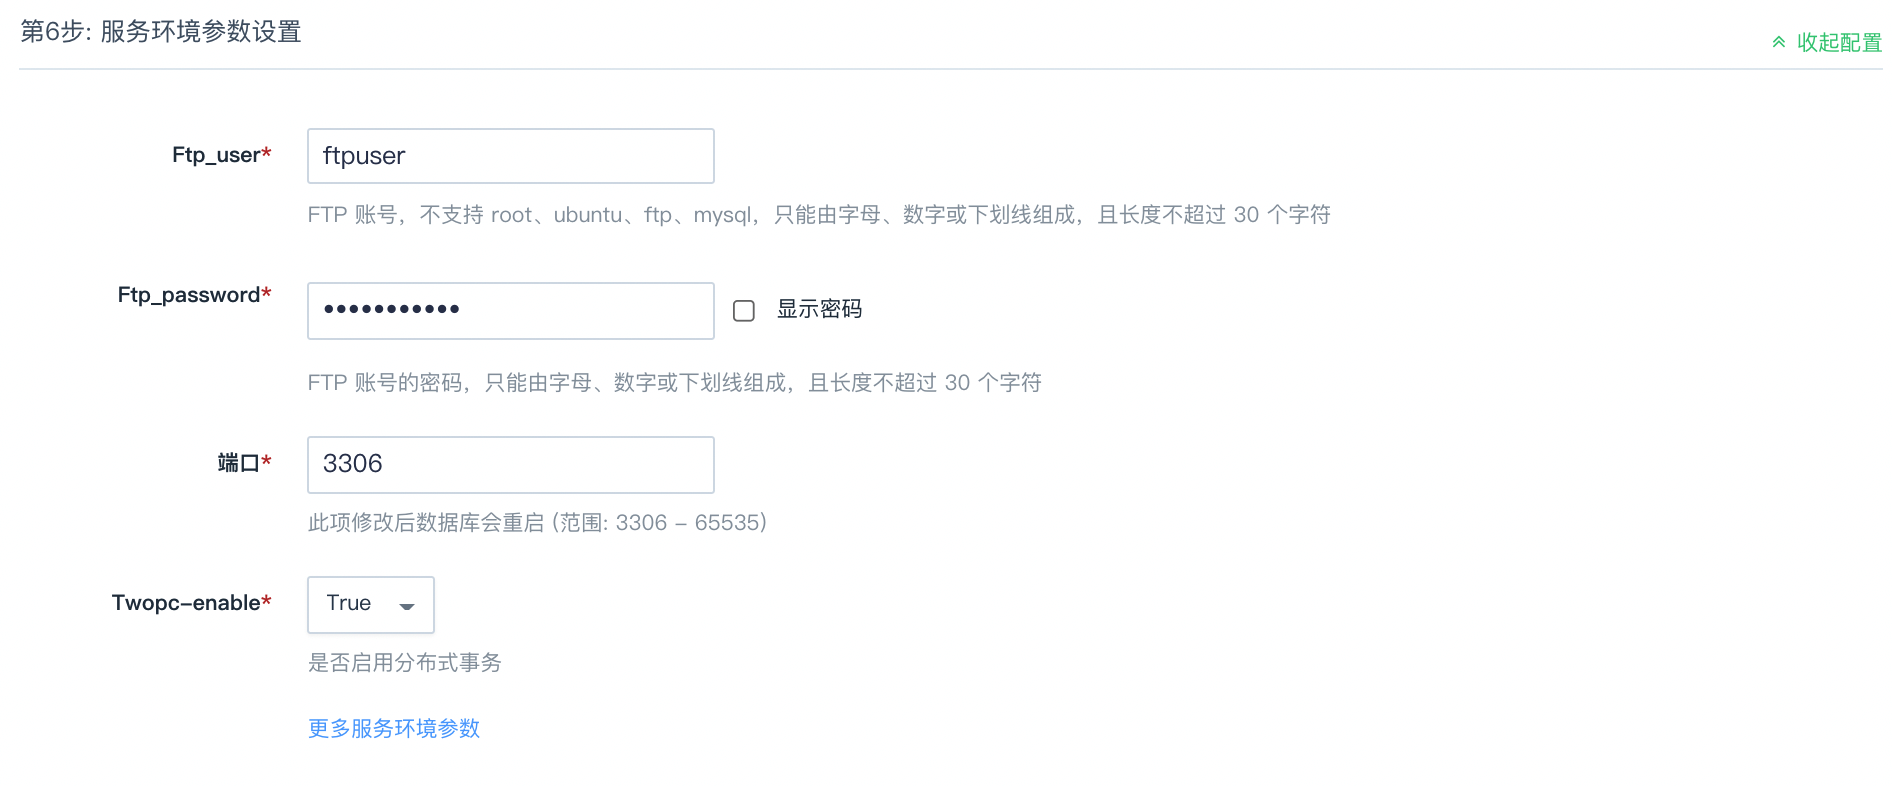 第6步: 服务环境参数设置
收起配置
Ftp_user*
ftpuser
FTP 账号，不支持 root、ubuntu、ftp、mysql，只能由字母、数字或下划线组成，且长度不超过 30 个字符
Ftp_password*
•••••••••••
显示密码
FTP 账号的密码，只能由字母、数字或下划线组成，且长度不超过 30 个字符
端口*
3306
此项修改后数据库会重启 (范围: 3306 – 65535)
Twopc–enable*
True
是否启用分布式事务
更多服务环境参数